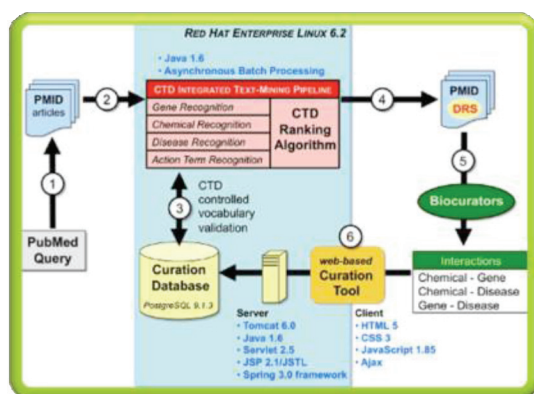 RED HAT ENTERPRISE LINUX 6.2
• Java 1.6
• Asynchronous Batch Processing
CTD INTEGRATED TEXT-MINING PIPELINE
Gene Recognition
Chemical Recognition
Disease Recognition
Action Term Recognition
CTD
Ranking
Algorithm
PMID
articles
2
4
PMID
DRS
1
5
3
CTD
controlled
vocabulary
validation
Biocurators
PubMed
Query
Curation
Database
PostgreSQL 9.1.3
6
web-based
Curation
Tool
Interactions
Chemical - Gene
Chemical - Disease
Gene - Disease
Server
• Tomcat 6.0
• Java 1.6
• Servlet 2.5
• JSP 2.1/JSTL
• Spring 3.0 framework
Client
• HTML 5
• CSS 3
• JavaScript 1.85
• Ajax